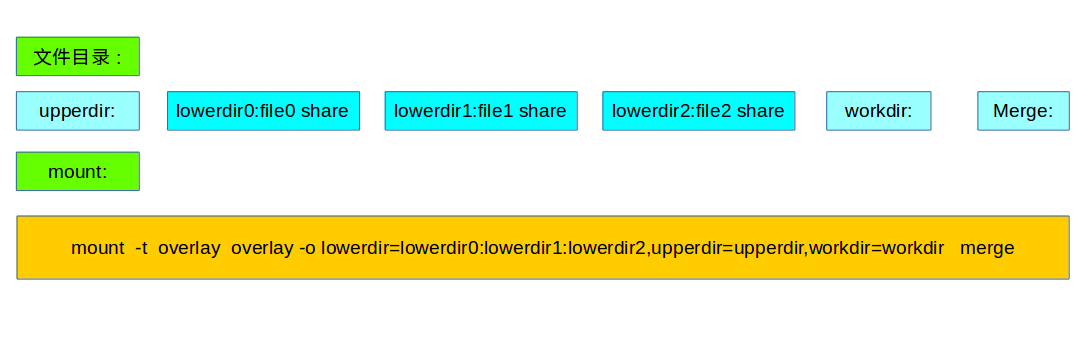 文件目录 :
upperdir:
lowerdir0:file0 share
lowerdir1:file1 share
lowerdir2:file2 share
workdir:
Merge:
mount:
mount  -t  overlay  overlay -o lowerdir=lowerdir0:lowerdir1:lowerdir2,upperdir=upperdir,workdir=workdir   merge